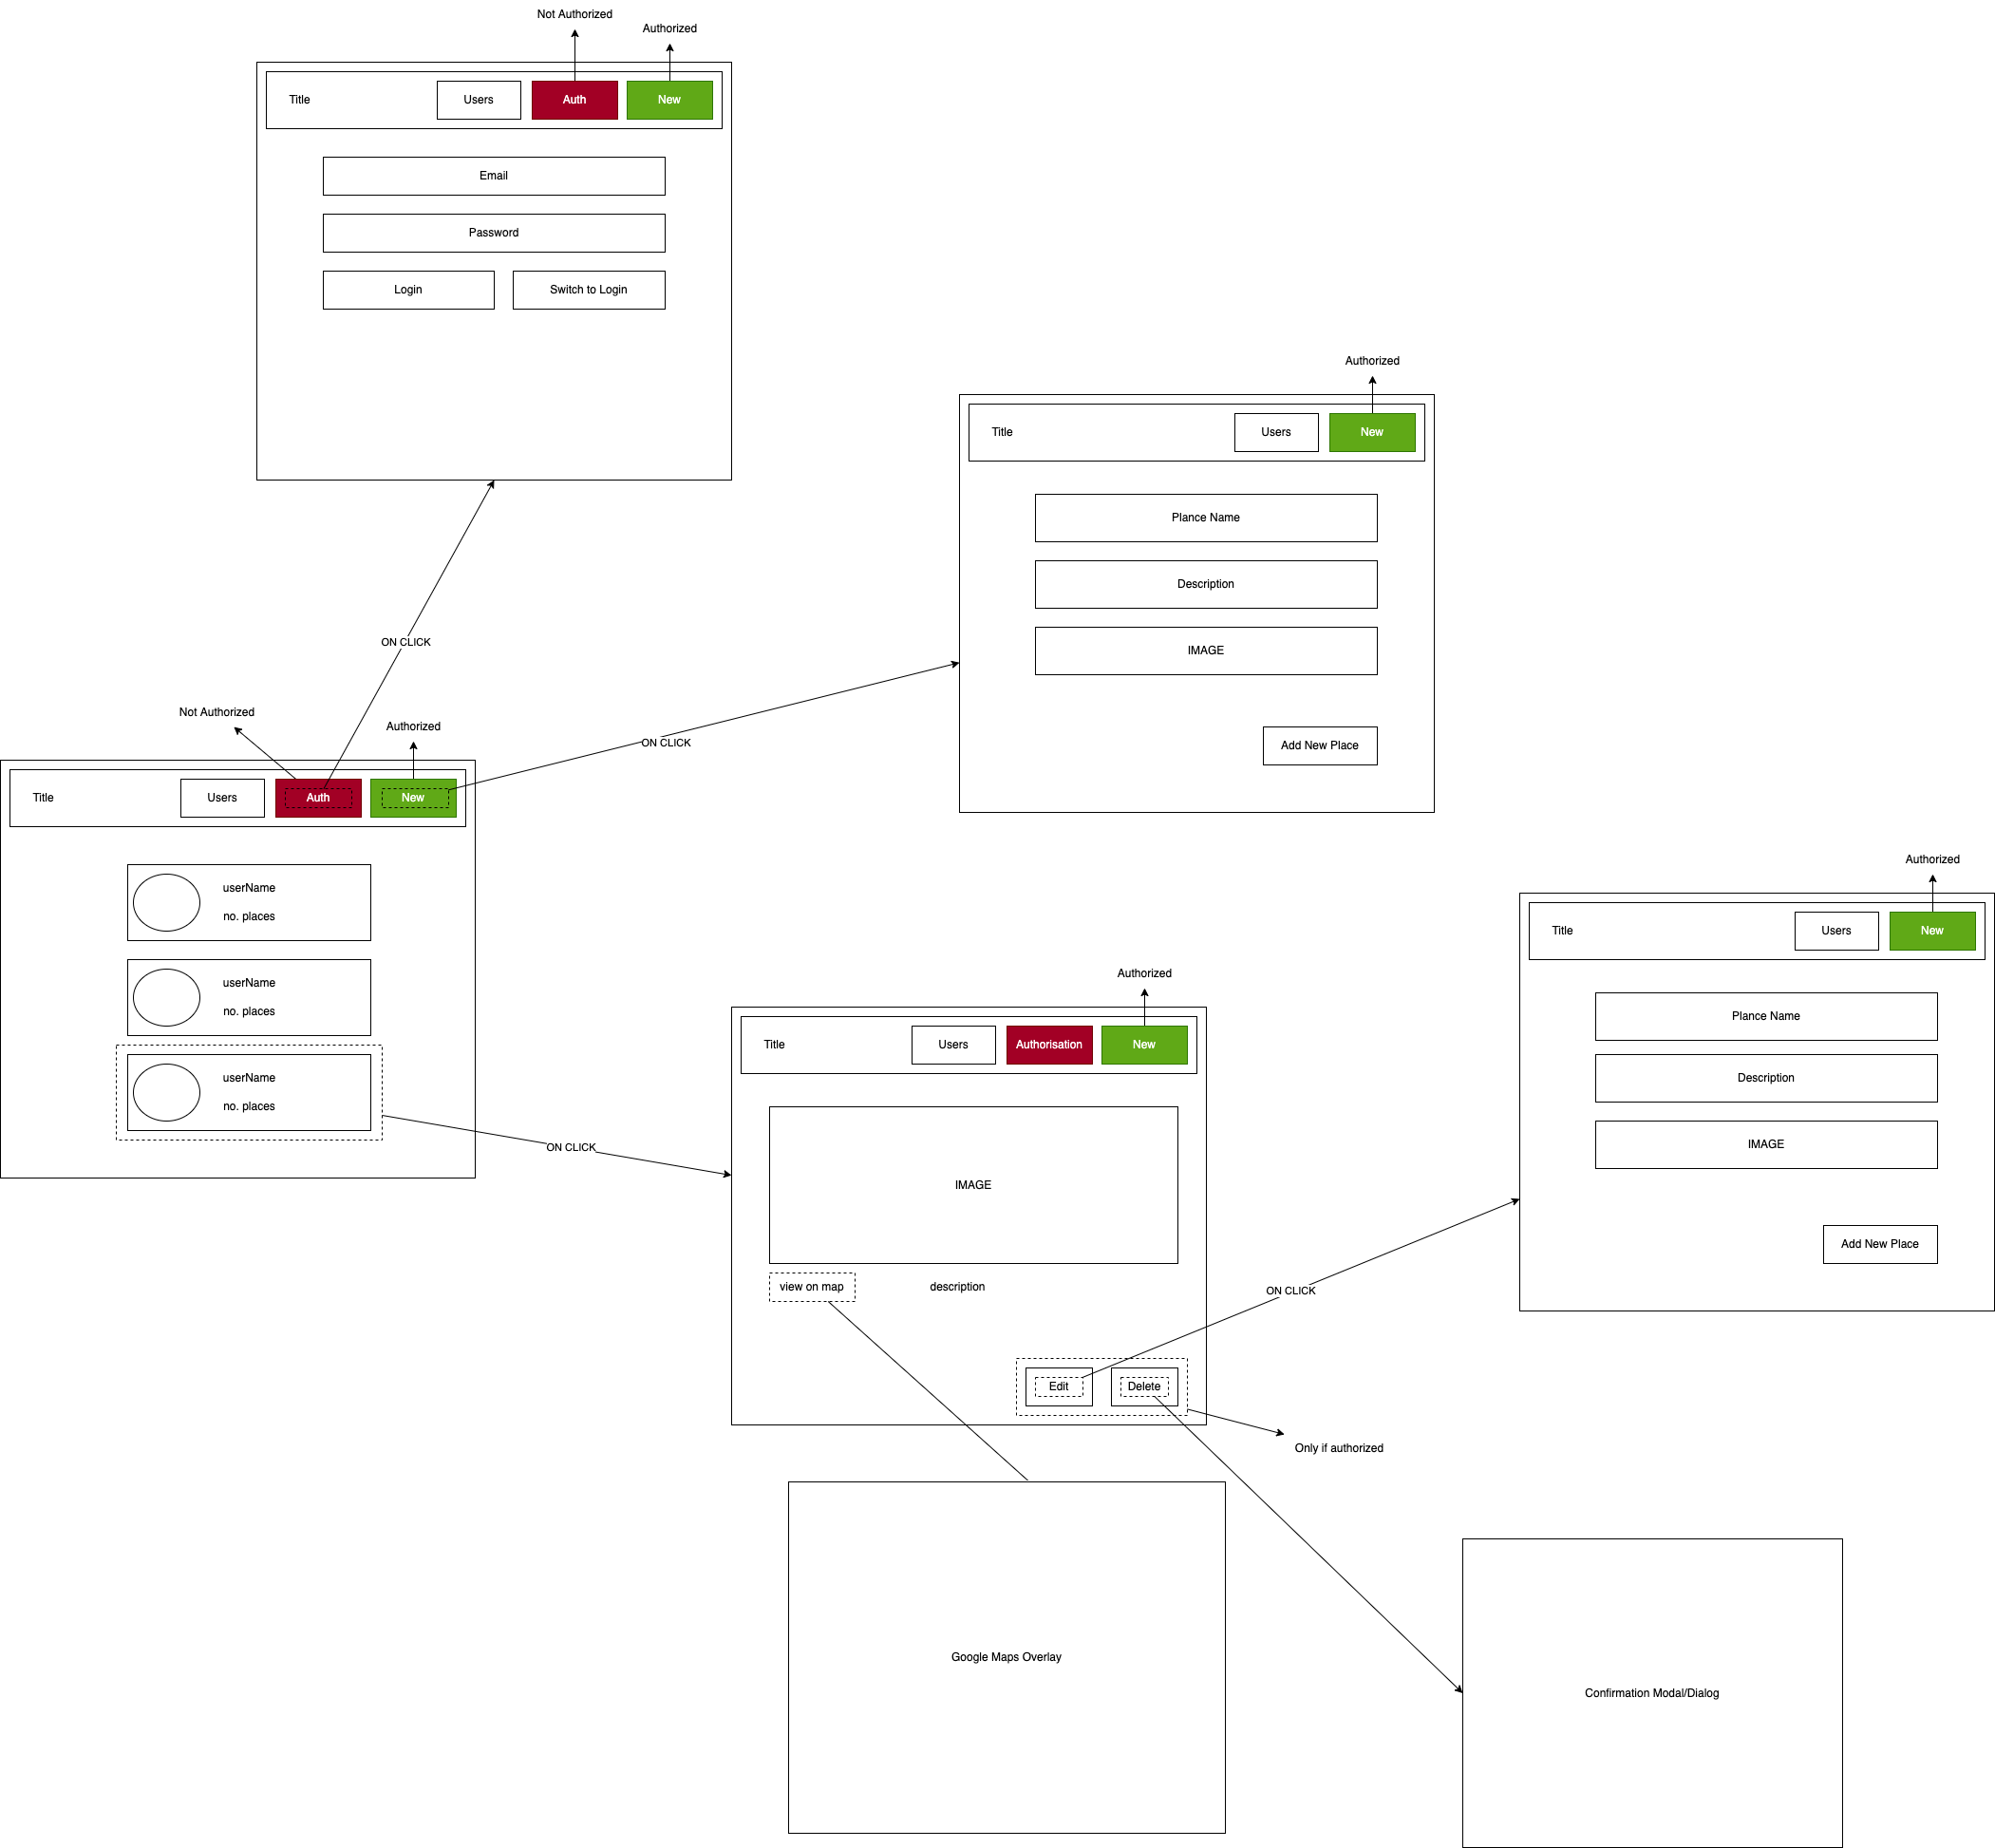 Not Authorized
Authorized
Title
Users
Auth
New
Email
Password
Login
Switch to Login
Authorized
Title
Users
New
Plance Name
Description
IMAGE
Add New Place
ON CLICK
ON CLICK
Not Authorized
Authorized
Title
Users
Auth
New
userName
no. places
userName
no. places
userName
no. places
ON CLICK
Authorized
Title
Users
Authorisation
New
IMAGE
view on map
description
Edit
Delete
Only if authorized
ON CLICK
Authorized
Title
Users
New
Plance Name
Description
IMAGE
Add New Place
Google Maps Overlay
Confirmation Modal/Dialog